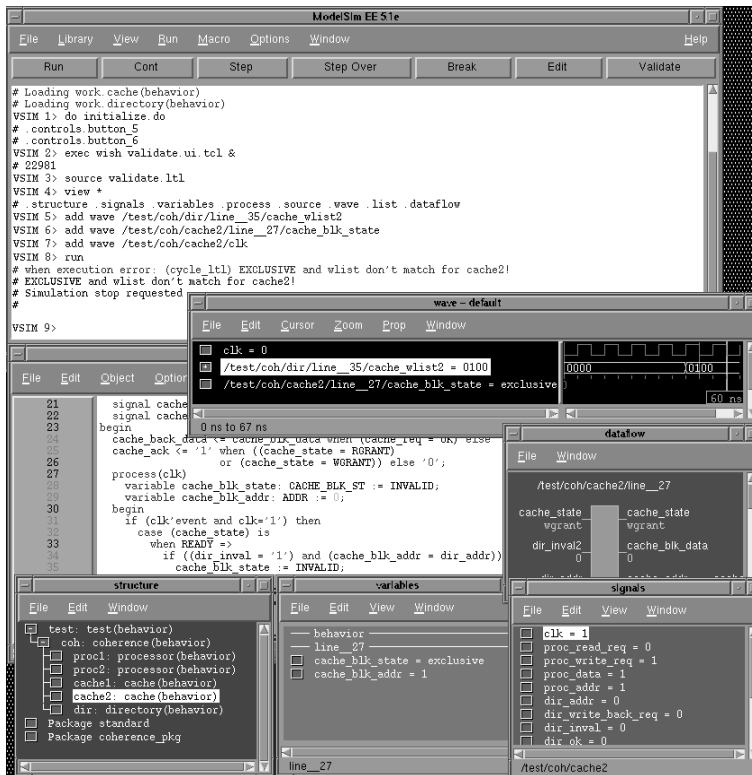 ModelSim EE 5.1e
File Library View Run Macro Options Window Help
Run Cont Step Step Over Break Edit Validate
# Loading work.cache(behavior)
# Loading work.directory(behavior)
VSIM 1> do initialize.do
# .controls.button_5
# .controls.button_6
VSIM 2> exec wish validate.ui.tcl &
# 22981
VSIM 3> source validate.ltl
VSIM 4> view *
# .structure .signals .variables .process .source .wave .list .dataflow
VSIM 5> add wave /test/coh/dir/line__35/cache_wlist2
VSIM 6> add wave /test/coh/cache2/line__27/cache_blk_state
VSIM 7> add wave /test/coh/cache2/clk
VSIM 8> run
# when execution error: (cycle_ltl) EXCLUSIVE and wlist don't match for cache2!
# EXCLUSIVE and wlist don't match for cache2!
# Simulation stop requested
#
VSIM 9>
wave - default
File Edit Cursor Zoom Prop Window
clk = 0
/test/coh/dir/line__35/cache_wlist2 = 0100
/test/coh/cache2/line__27/cache_blk_state = exclusive
0000 0100
60 ns
0 ns to 67 ns
File Edit Object
21 signal cache
22 signal cache
23 begin
24 cache_back_data <= cache_blk_data when (cache_req = OK) else
25 cache_ack <= '1' when ((cache_state = RGRANT)
26 or (cache_state = WGRANT)) else '0';
27 process(clk)
28 variable cache_blk_state: CACHE_BLK_ST := INVALID;
29 variable cache_blk_addr: ADDR := 0;
30 begin
31 if (clk'event and clk='1') then
32 case (cache_state) is
33 when READY =>
34 if ((dir_inval = '1') and (cache_blk_addr = dir_addr))
35 cache_blk_state := INVALID;
dataflow
File Window
/test/coh/cache2/line__27
cache_state cache_state
wgrant wgrant
dir_inval2 cache_blk_data
0 0
structure
File Edit Window
test: test(behavior)
coh: coherence(behavior)
proc1: processor(behavior)
proc2: processor(behavior)
cache1: cache(behavior)
cache2: cache(behavior)
dir: directory(behavior)
Package standard
Package coherence_pkg
variables
File Edit View Window
behavior
line__27
cache_blk_state = exclusive
cache_blk_addr = 1
line__27
signals
File Edit View Window
clk = 1
proc_read_req = 0
proc_write_req = 1
proc_data = 1
proc_addr = 1
dir_addr = 0
dir_write_back_req = 0
dir_inval = 0
dir_ok = 0
/test/coh/cache2